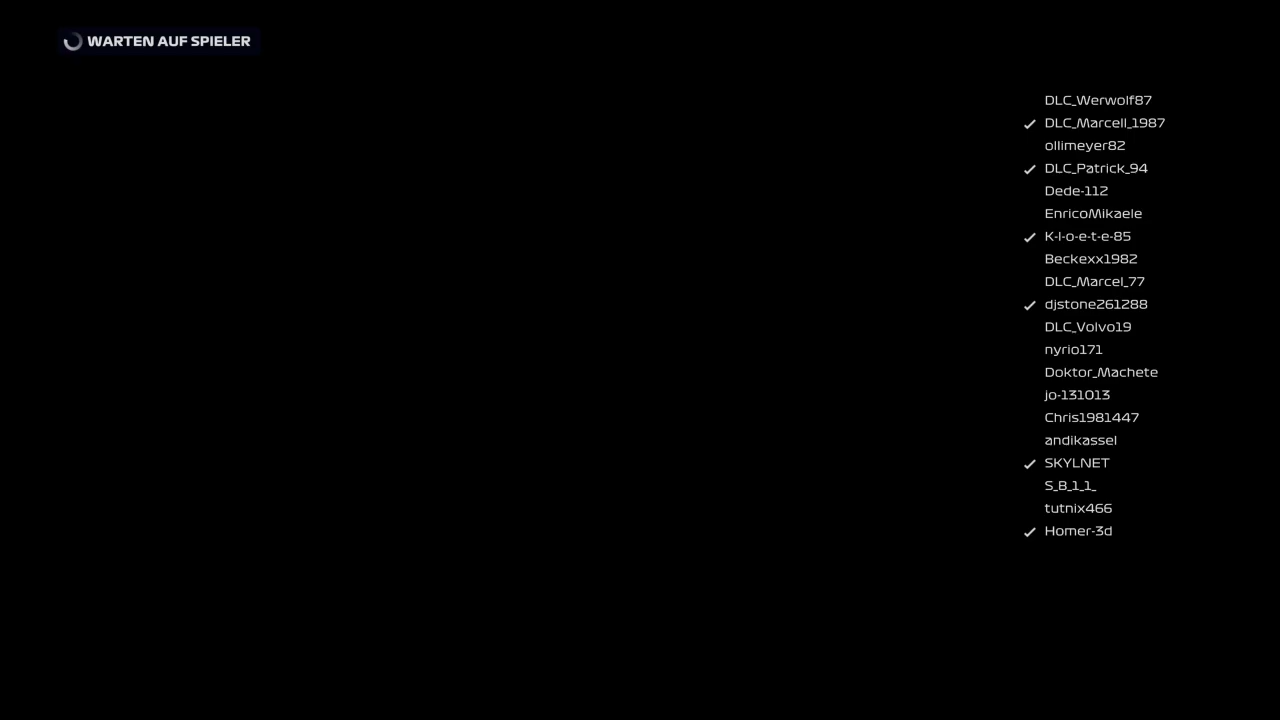 WARTEN AUF SPIELER
DLC_Werwolf87
DLC_Marcell_1987
ollimeyer82
DLC_Patrick_94
Dede-112
EnricoMikaele
K-l-o-e-t-e-85
Beckexx1982
DLC_Marcel_77
djstone261288
DLC_Volvo19
nyrio171
Doktor_Machete
jo-131013
Chris1981447
andikassel
SKYLNET
S_B_1_1_
tutnix466
Homer-3d